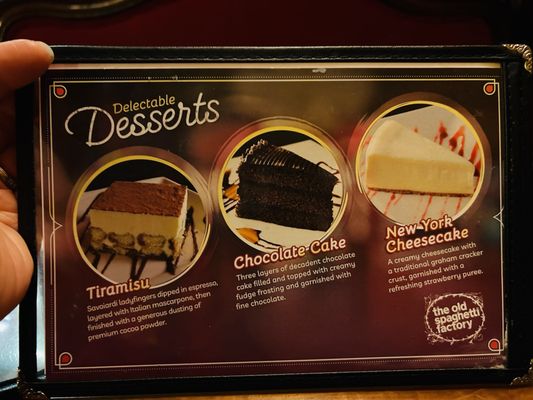 Delectable
Desserts
Tiramisu
Savaiardi ladyfingers dipped in espresso,
layered with Italian mascarpone, then
finished with a generous dusting of
premium cocoa powder.
Chocolate Cake
Three layers of decadent chocolate
cake filled and topped with creamy
fudge frosting and garnished with
fine chocolate.
New York
Cheesecake
A creamy cheesecake with
a traditional graham cracker
crust, garnished with a
refreshing strawberry puree.
the old
spaghetti
factory